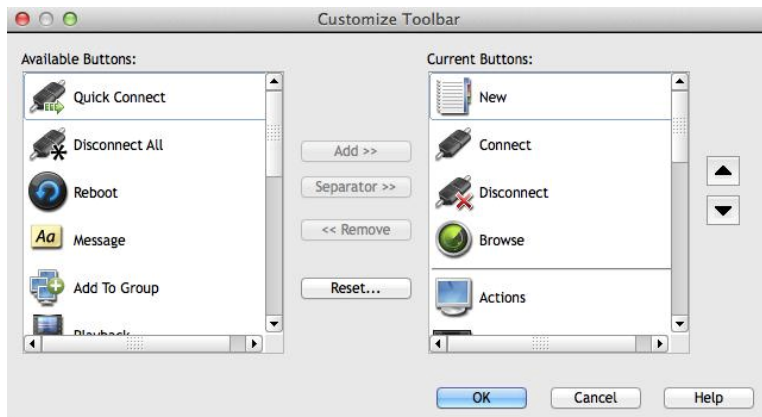 Customize Toolbar
Available Buttons:
Quick Connect
Disconnect All
Reboot
Aa Message
Add To Group
Add >>
Separator >>
<< Remove
Reset...
Current Buttons:
New
Connect
Disconnect
Browse
Actions
OK Cancel Help